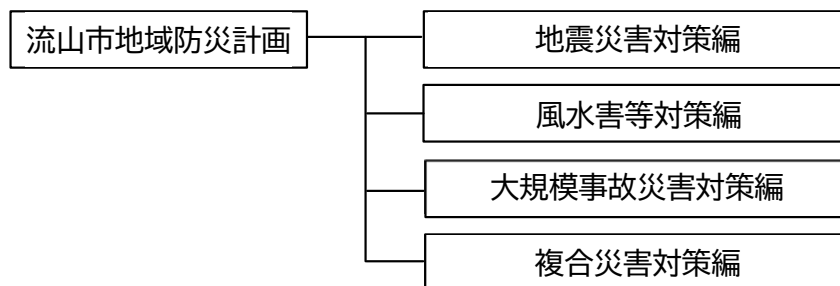 流山市地域防災計画
地震災害対策編
風水害等対策編
大規模事故災害対策編
複合災害対策編